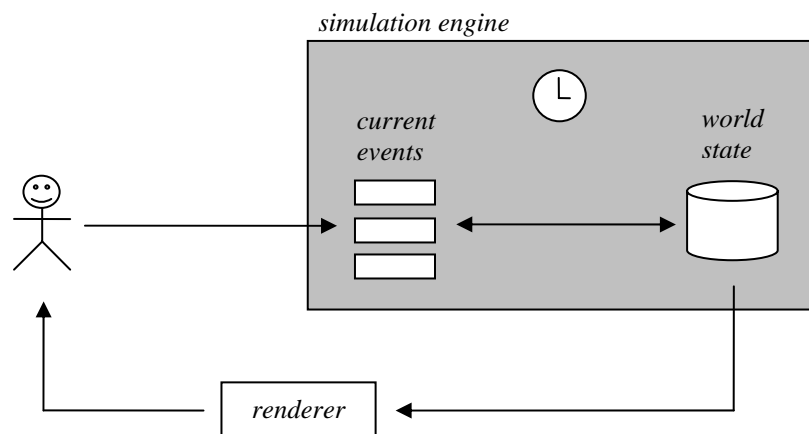 simulation engine
current
events
world
state
renderer